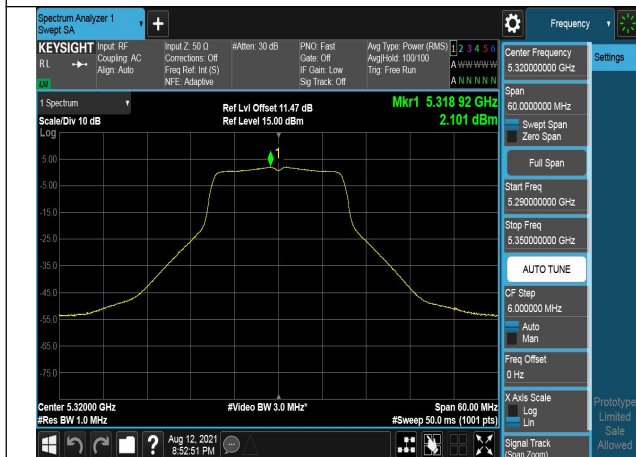 Spectrum Analyzer 1
Swept SA
+
Frequency
KEYSIGHT
RL
Input: RF
Coupling: AC
Align: Auto
Input Z: 50 Ω
Corrections: Off
Freq Ref: Int (S)
NFE: Adaptive
#Atten: 30 dB
PNO: Fast
Gate: Off
IF Gain: Low
Sig Track: Off
Avg Type: Power (RMS)
Avg|Hold: 100/100
Trig: Free Run
1 2 3 4 5 6
A W W W W W
A N N N N N
1 Spectrum
Scale/Div 10 dB
Log
Ref Lvl Offset 11.47 dB
Ref Level 15.00 dBm
Mkr1 5.318 92 GHz
2.101 dBm
1
5.00
-5.00
-15.0
-25.0
-35.0
-45.0
-55.0
-65.0
-75.0
Center 5.32000 GHz
#Res BW 1.0 MHz
#Video BW 3.0 MHz*
Span 60.00 MHz
#Sweep 50.0 ms (1001 pts)
Center Frequency
5.320000000 GHz
Settings
Span
60.0000000 MHz
Swept Span
Zero Span
Full Span
Start Freq
5.290000000 GHz
Stop Freq
5.350000000 GHz
AUTO TUNE
CF Step
6.000000 MHz
Auto
Man
Freq Offset
0 Hz
X Axis Scale
Log
Lin
Signal Track
(Span Zoom)
Prototype
Limited
Sale
Allowed
?
Aug 12, 2021
8:52:51 PM